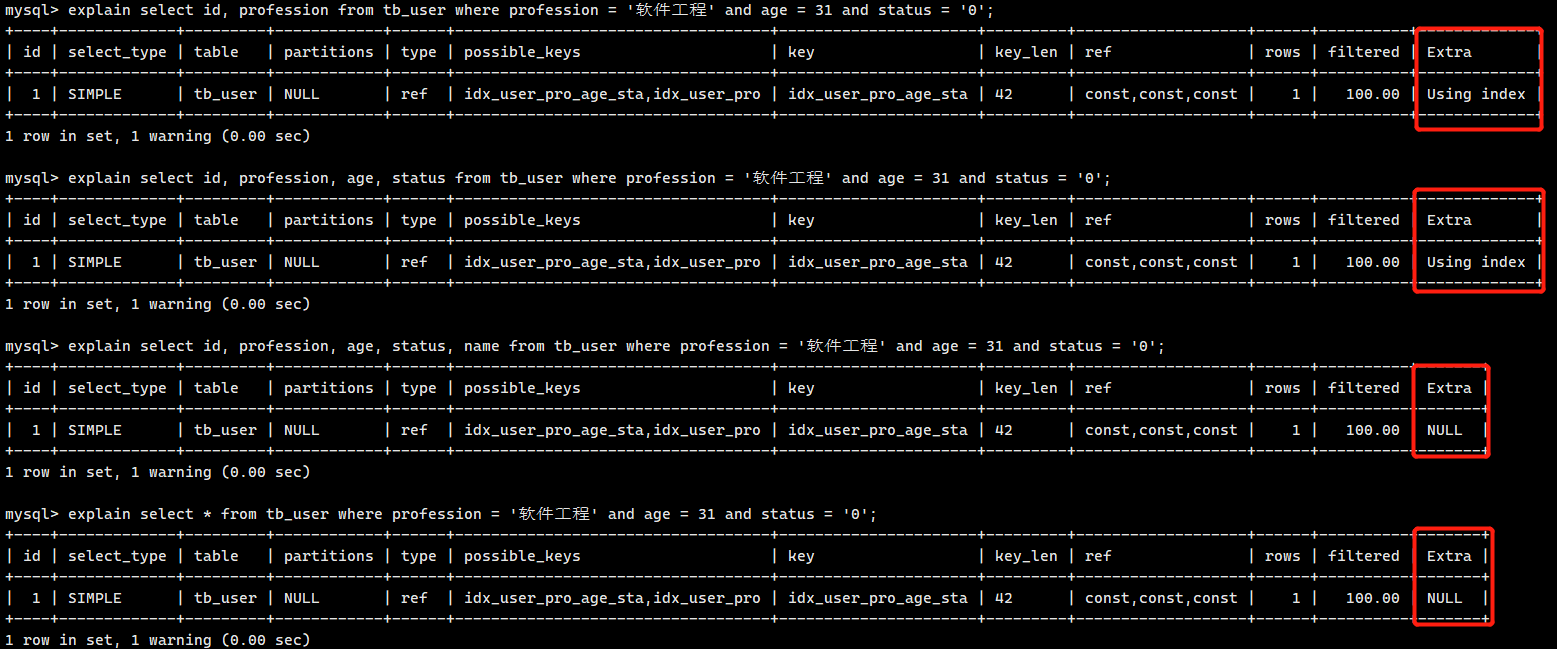 mysql> explain select id, profession from tb_user where profession = '软件工程' and age = 31 and status = '0';
+----+-------------+---------+------------+------+-----------------------------------+----------------------+---------+-------------------+------+----------+-------------+
| id | select_type | table   | partitions | type | possible_keys                     | key                  | key_len | ref               | rows | filtered | Extra       |
+----+-------------+---------+------------+------+-----------------------------------+----------------------+---------+-------------------+------+----------+-------------+
|  1 | SIMPLE      | tb_user | NULL       | ref  | idx_user_pro_age_sta,idx_user_pro | idx_user_pro_age_sta | 42      | const,const,const |    1 |   100.00 | Using index |
+----+-------------+---------+------------+------+-----------------------------------+----------------------+---------+-------------------+------+----------+-------------+
1 row in set, 1 warning (0.00 sec)
mysql> explain select id, profession, age, status from tb_user where profession = '软件工程' and age = 31 and status = '0';
+----+-------------+---------+------------+------+-----------------------------------+----------------------+---------+-------------------+------+----------+-------------+
| id | select_type | table   | partitions | type | possible_keys                     | key                  | key_len | ref               | rows | filtered | Extra       |
+----+-------------+---------+------------+------+-----------------------------------+----------------------+---------+-------------------+------+----------+-------------+
|  1 | SIMPLE      | tb_user | NULL       | ref  | idx_user_pro_age_sta,idx_user_pro | idx_user_pro_age_sta | 42      | const,const,const |    1 |   100.00 | Using index |
+----+-------------+---------+------------+------+-----------------------------------+----------------------+---------+-------------------+------+----------+-------------+
1 row in set, 1 warning (0.00 sec)
mysql> explain select id, profession, age, status, name from tb_user where profession = '软件工程' and age = 31 and status = '0';
+----+-------------+---------+------------+------+-----------------------------------+----------------------+---------+-------------------+------+----------+-------+
| id | select_type | table   | partitions | type | possible_keys                     | key                  | key_len | ref               | rows | filtered | Extra |
+----+-------------+---------+------------+------+-----------------------------------+----------------------+---------+-------------------+------+----------+-------+
|  1 | SIMPLE      | tb_user | NULL       | ref  | idx_user_pro_age_sta,idx_user_pro | idx_user_pro_age_sta | 42      | const,const,const |    1 |   100.00 | NULL  |
+----+-------------+---------+------------+------+-----------------------------------+----------------------+---------+-------------------+------+----------+-------+
1 row in set, 1 warning (0.00 sec)
mysql> explain select * from tb_user where profession = '软件工程' and age = 31 and status = '0';
+----+-------------+---------+------------+------+-----------------------------------+----------------------+---------+-------------------+------+----------+-------+
| id | select_type | table   | partitions | type | possible_keys                     | key                  | key_len | ref               | rows | filtered | Extra |
+----+-------------+---------+------------+------+-----------------------------------+----------------------+---------+-------------------+------+----------+-------+
|  1 | SIMPLE      | tb_user | NULL       | ref  | idx_user_pro_age_sta,idx_user_pro | idx_user_pro_age_sta | 42      | const,const,const |    1 |   100.00 | NULL  |
+----+-------------+---------+------------+------+-----------------------------------+----------------------+---------+-------------------+------+----------+-------+
1 row in set, 1 warning (0.00 sec)